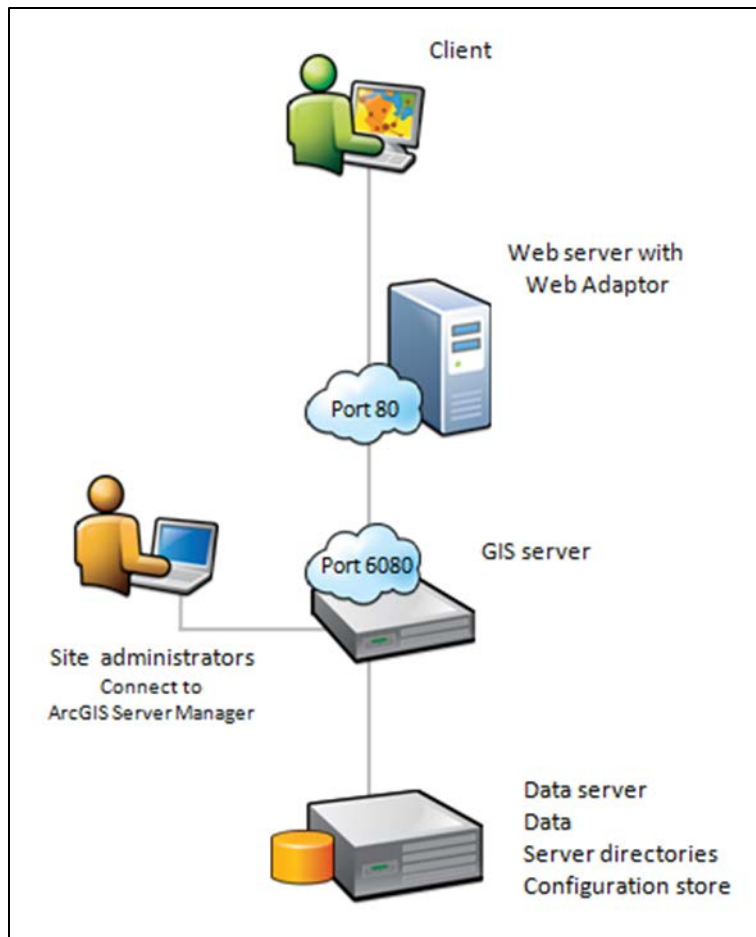 Client
Web server with
Web Adaptor
Port 80
Port 6080
GIS server
Site administrators
Connect to
ArcGIS Server Manager
Data server
Data
Server directories
Configuration store